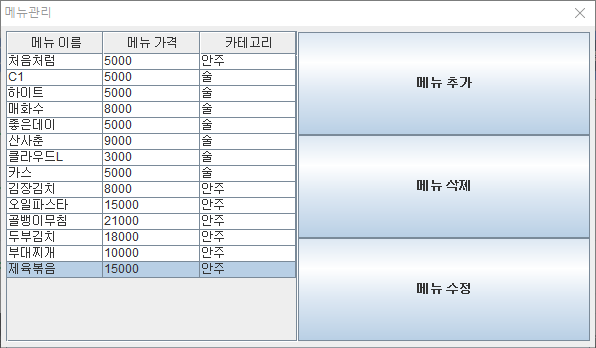 메뉴관리
메뉴 이름 메뉴 가격 카테고리
처음처럼 5000 안주
C1 5000 술
하이트 5000 술
매화수 8000 술
좋은데이 5000 술
산사춘 9000 술
클라우드L 3000 술
카스 5000 술
김장김치 8000 안주
오일파스타 15000 안주
골뱅이무침 21000 안주
두부김치 18000 안주
부대찌개 10000 안주
제육볶음 15000 안주
메뉴 추가
메뉴 삭제
메뉴 수정